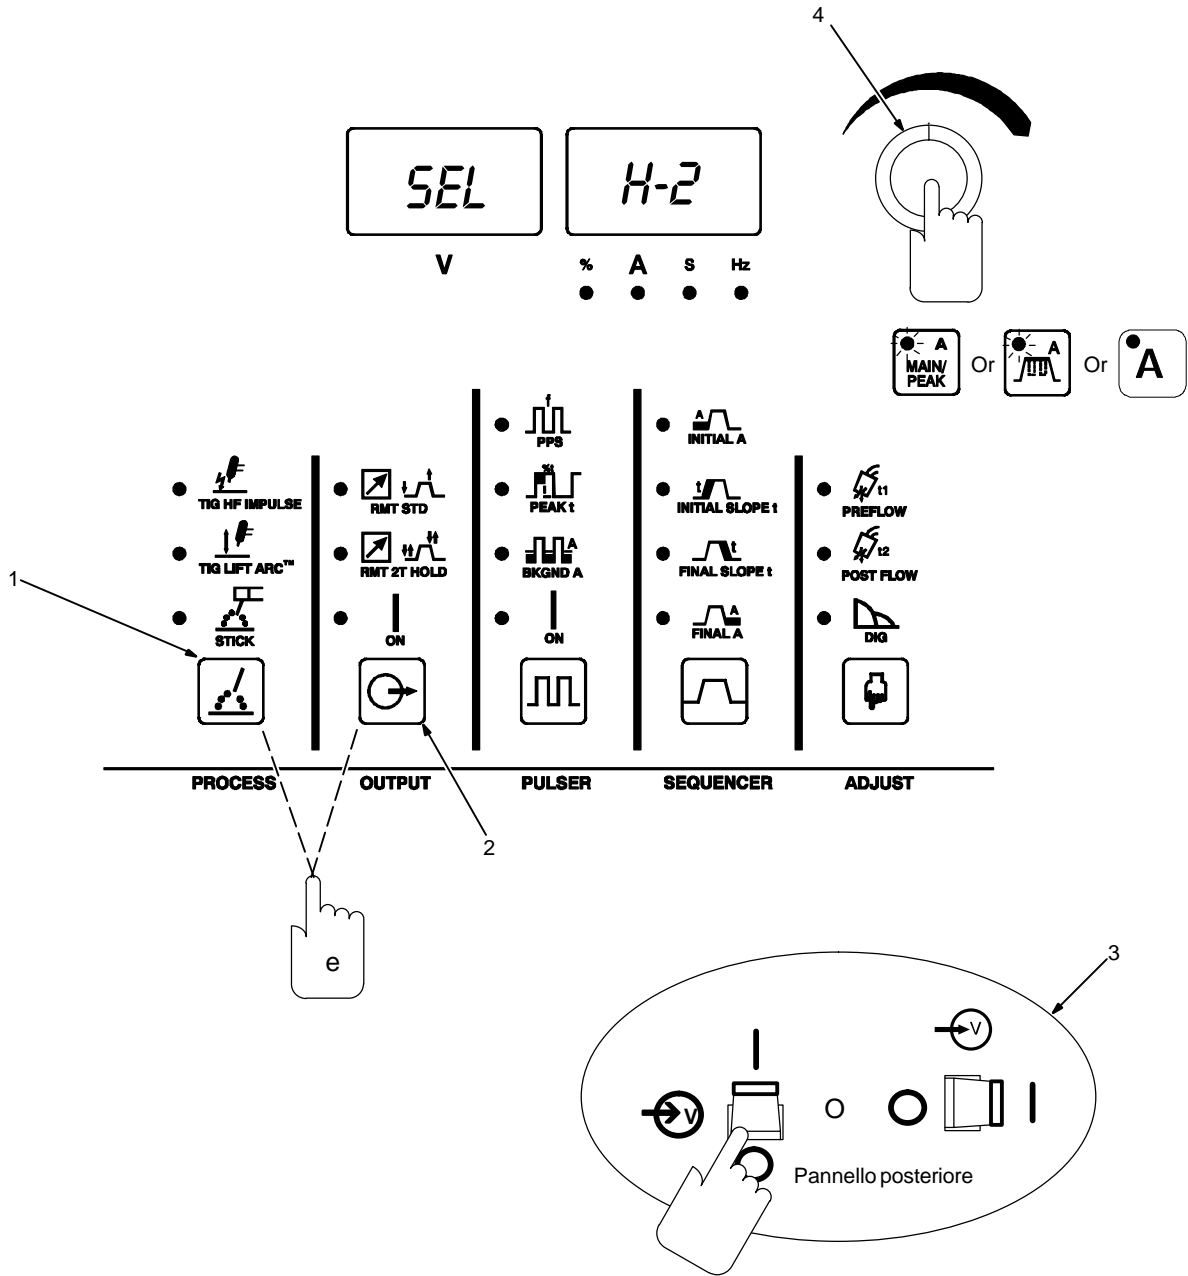 4
SEL H-2
V % A S Hz
A MAIN/ PEAK Or A Or A
f
PPS
A
INITIAL A
TIG HF IMPULSE
RMT STD
%t
PEAK t
t
INITIAL SLOPE t
t1
PREFLOW
TIG LIFT ARC™
RMT 2T HOLD
A
BKGND A
t
FINAL SLOPE t
t2
POST FLOW
1
STICK
ON
ON
A
FINAL A
DIG
PROCESS OUTPUT PULSER SEQUENCER ADJUST
2
e
3
V
V
O
Pannello posteriore